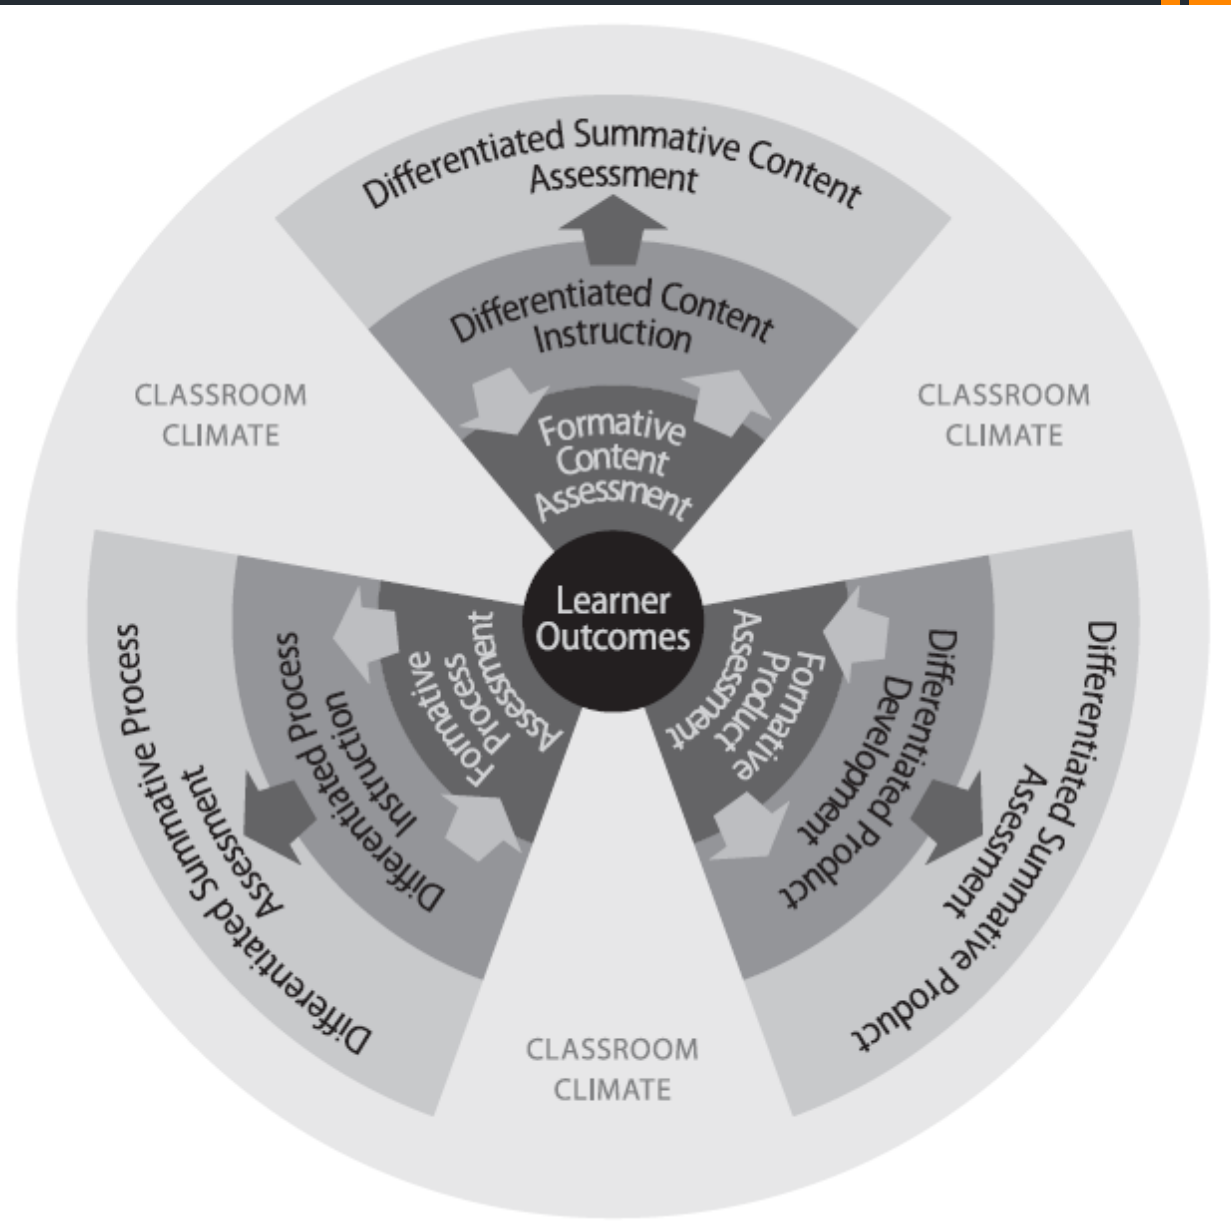 Differentiated Summative Content
Assessment
Differentiated Content
Instruction
Formative
Content
Assessment
CLASSROOM
CLIMATE
CLASSROOM
CLIMATE
Learner
Outcomes
Differentiated Summative Process
Assessment
Differentiated Process
Instruction
Formative
Process
Assessment
Assessment
Product
Formative
Development
Differentiated Product
Assessment
Differentiated Summative Product
CLASSROOM
CLIMATE